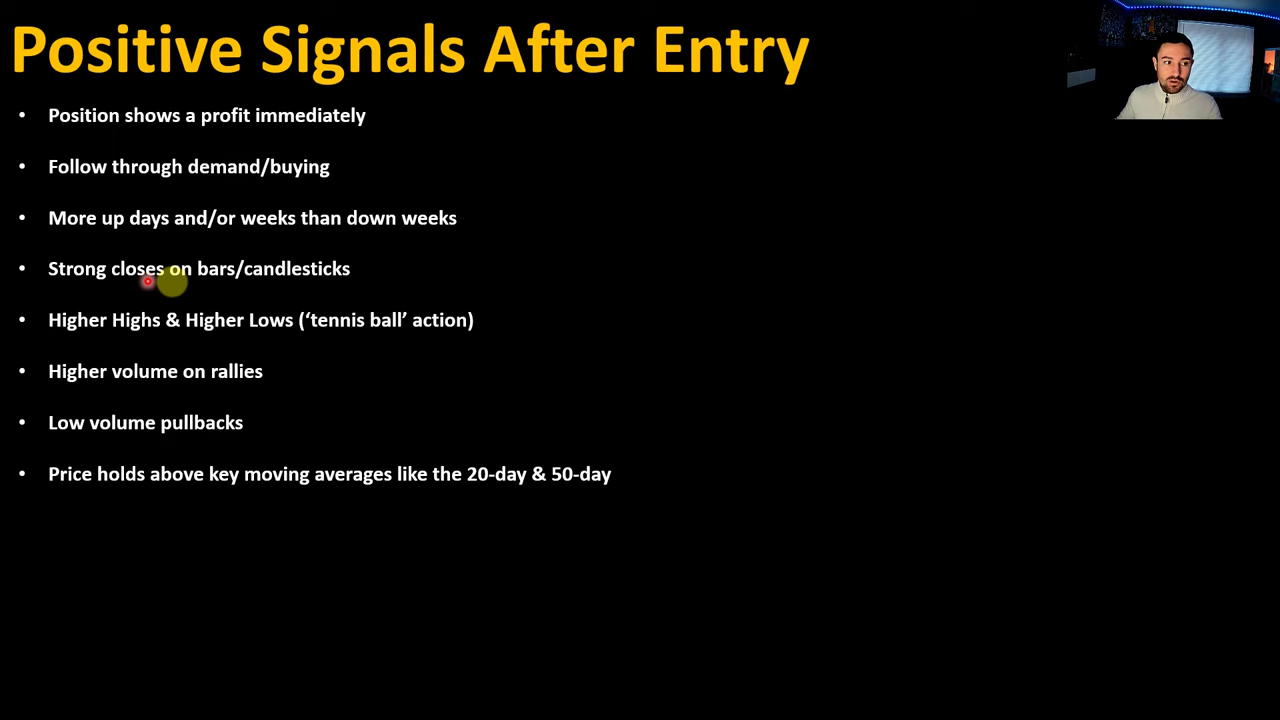 Positive Signals After Entry
• Position shows a profit immediately
• Follow through demand/buying
• More up days and/or weeks than down weeks
• Strong closes on bars/candlesticks
• Higher Highs & Higher Lows (‘tennis ball’ action)
• Higher volume on rallies
• Low volume pullbacks
• Price holds above key moving averages like the 20-day & 50-day